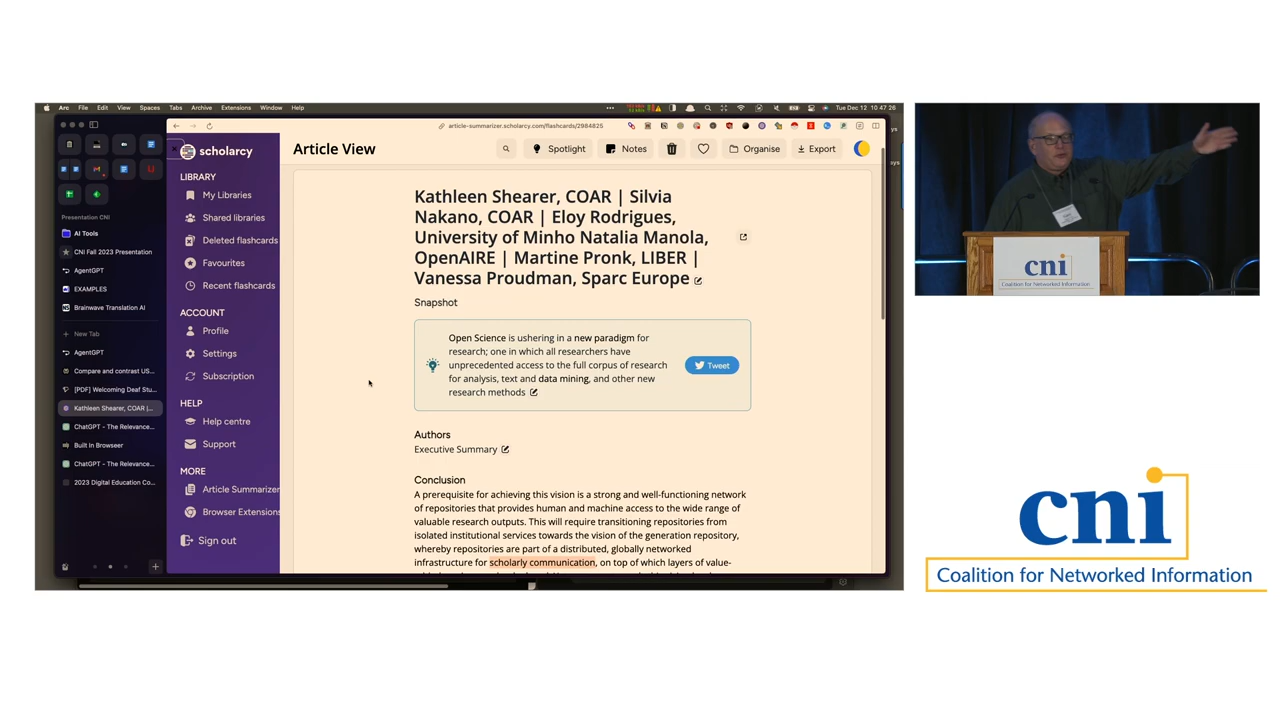 Arc File Edit View Spaces Tabs Archive Extensions Window Help
Tue Dec 12 10 47 26
article-summarizer.scholarcy.com/flashcards/2984825
Presentation CNI
AI Tools
CNI Fall 2023 Presentation
AgentGPT
EXAMPLES
Brainwave Translation AI
New Tab
AgentGPT
Compare and contrast US...
[PDF] Welcoming Deaf Stu...
Kathleen Shearer, COAR |...
ChatGPT - The Relevance...
Built In Browseer
ChatGPT - The Relevance...
2023 Digital Education Co...
scholarcy
LIBRARY
My Libraries
Shared libraries
Deleted flashcards
Favourites
Recent flashcards
ACCOUNT
Profile
Settings
Subscription
HELP
Help centre
Support
MORE
Article Summarizer
Browser Extensions
Sign out
Article View
Spotlight
Notes
Organise
Export
Kathleen Shearer, COAR | Silvia
Nakano, COAR | Eloy Rodrigues,
University of Minho Natalia Manola,
OpenAIRE | Martine Pronk, LIBER |
Vanessa Proudman, Sparc Europe
Snapshot
Open Science is ushering in a new paradigm for
research; one in which all researchers have
unprecedented access to the full corpus of research
for analysis, text and data mining, and other new
research methods
Tweet
Authors
Executive Summary
Conclusion
A prerequisite for achieving this vision is a strong and well-functioning network
of repositories that provides human and machine access to the wide range of
valuable research outputs. This will require transitioning repositories from
isolated institutional services towards the vision of the generation repository,
whereby repositories are part of a distributed, globally networked
infrastructure for scholarly communication, on top of which layers of value-
cni
Coalition for Networked Information
cni
Coalition for Networked Information